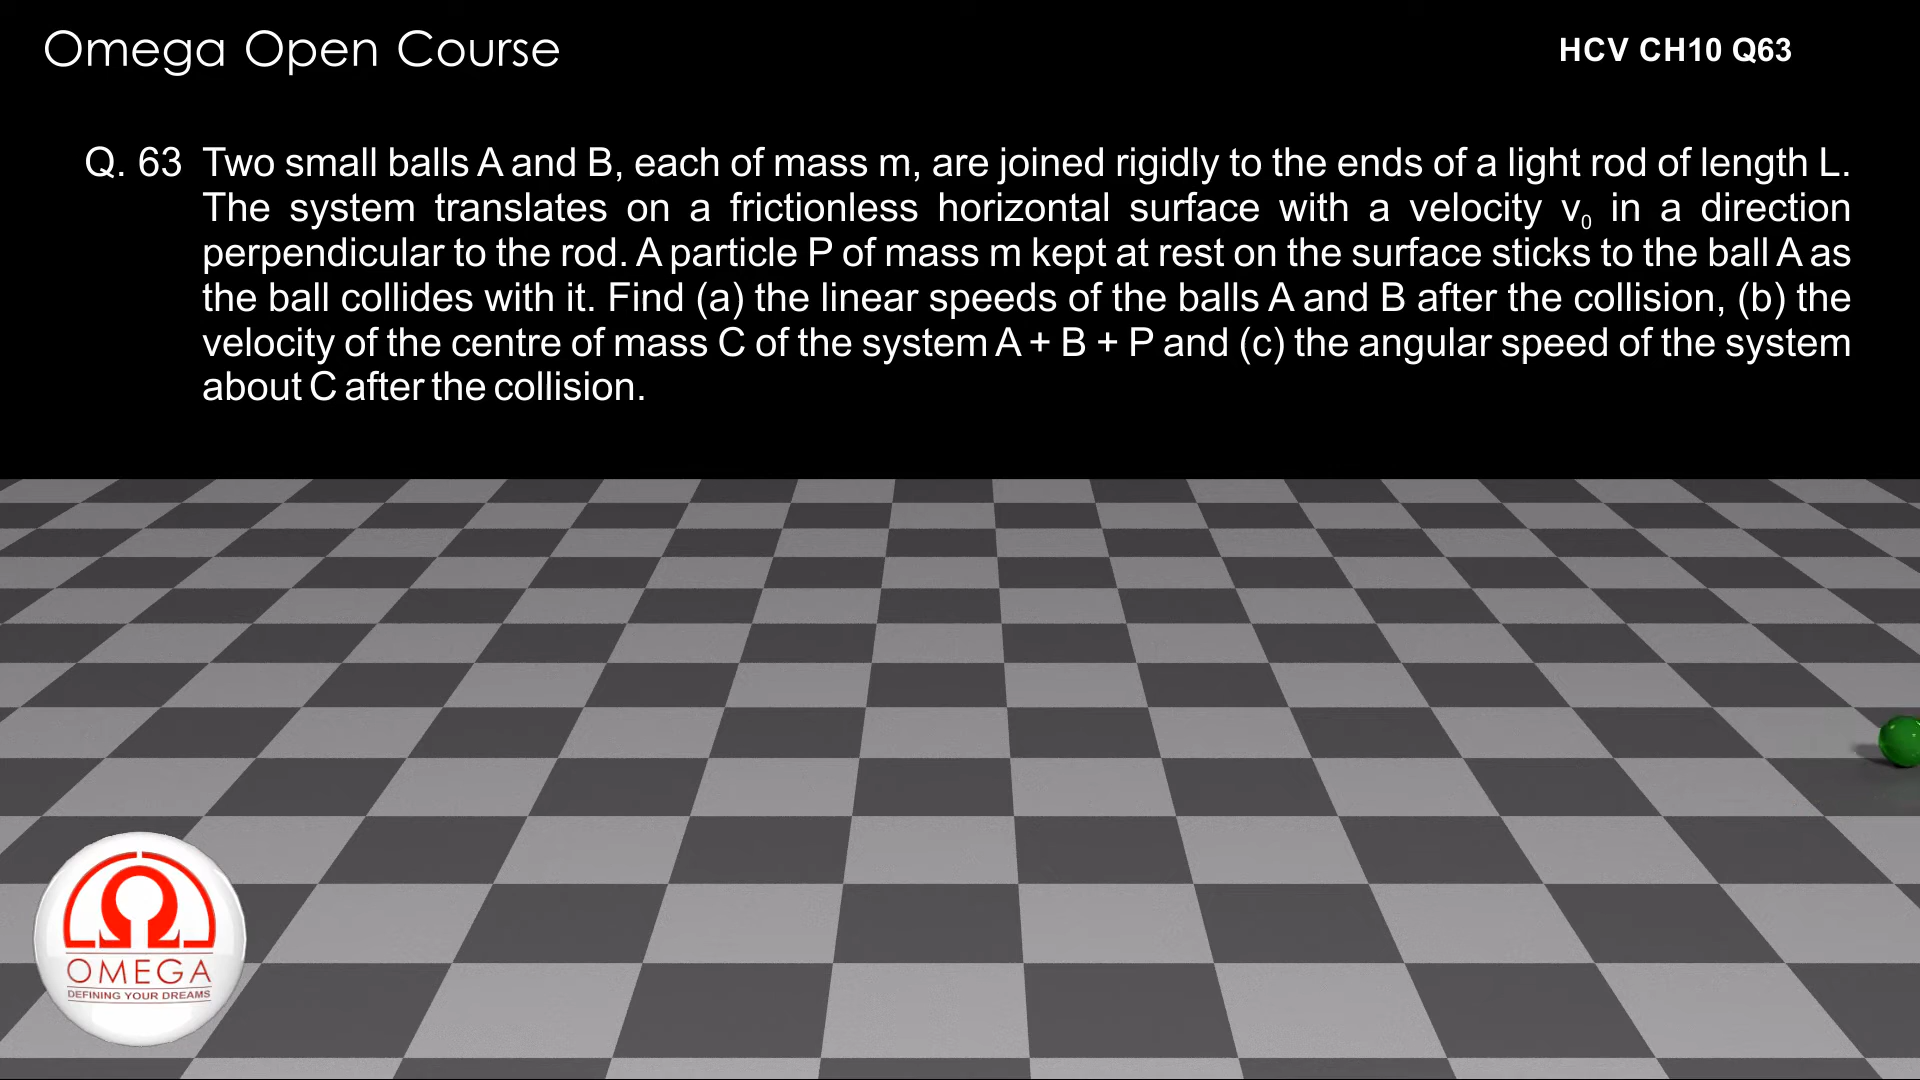 Omega Open Course
HCV CH10 Q63
Q. 63 Two small balls A and B, each of mass m, are joined rigidly to the ends of a light rod of length L.
The system translates on a frictionless horizontal surface with a velocity v₀ in a direction
perpendicular to the rod. A particle P of mass m kept at rest on the surface sticks to the ball A as
the ball collides with it. Find (a) the linear speeds of the balls A and B after the collision, (b) the
velocity of the centre of mass C of the system A + B + P and (c) the angular speed of the system
about C after the collision.
OMEGA
DEFINING YOUR DREAMS